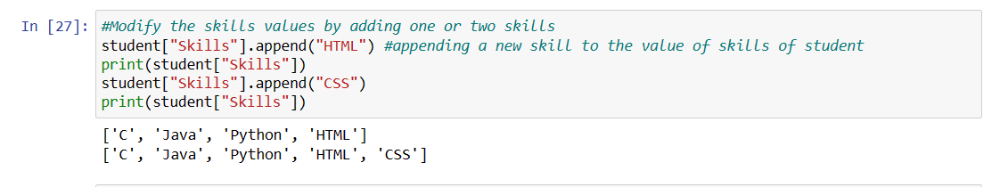 In [27]: #Modify the skills values by adding one or two skills
student["Skills"].append("HTML") #appending a new skill to the value of skills of student
print(student["Skills"])
student["Skills"].append("CSS")
print(student["Skills"])
['C', 'Java', 'Python', 'HTML']
['C', 'Java', 'Python', 'HTML', 'CSS']